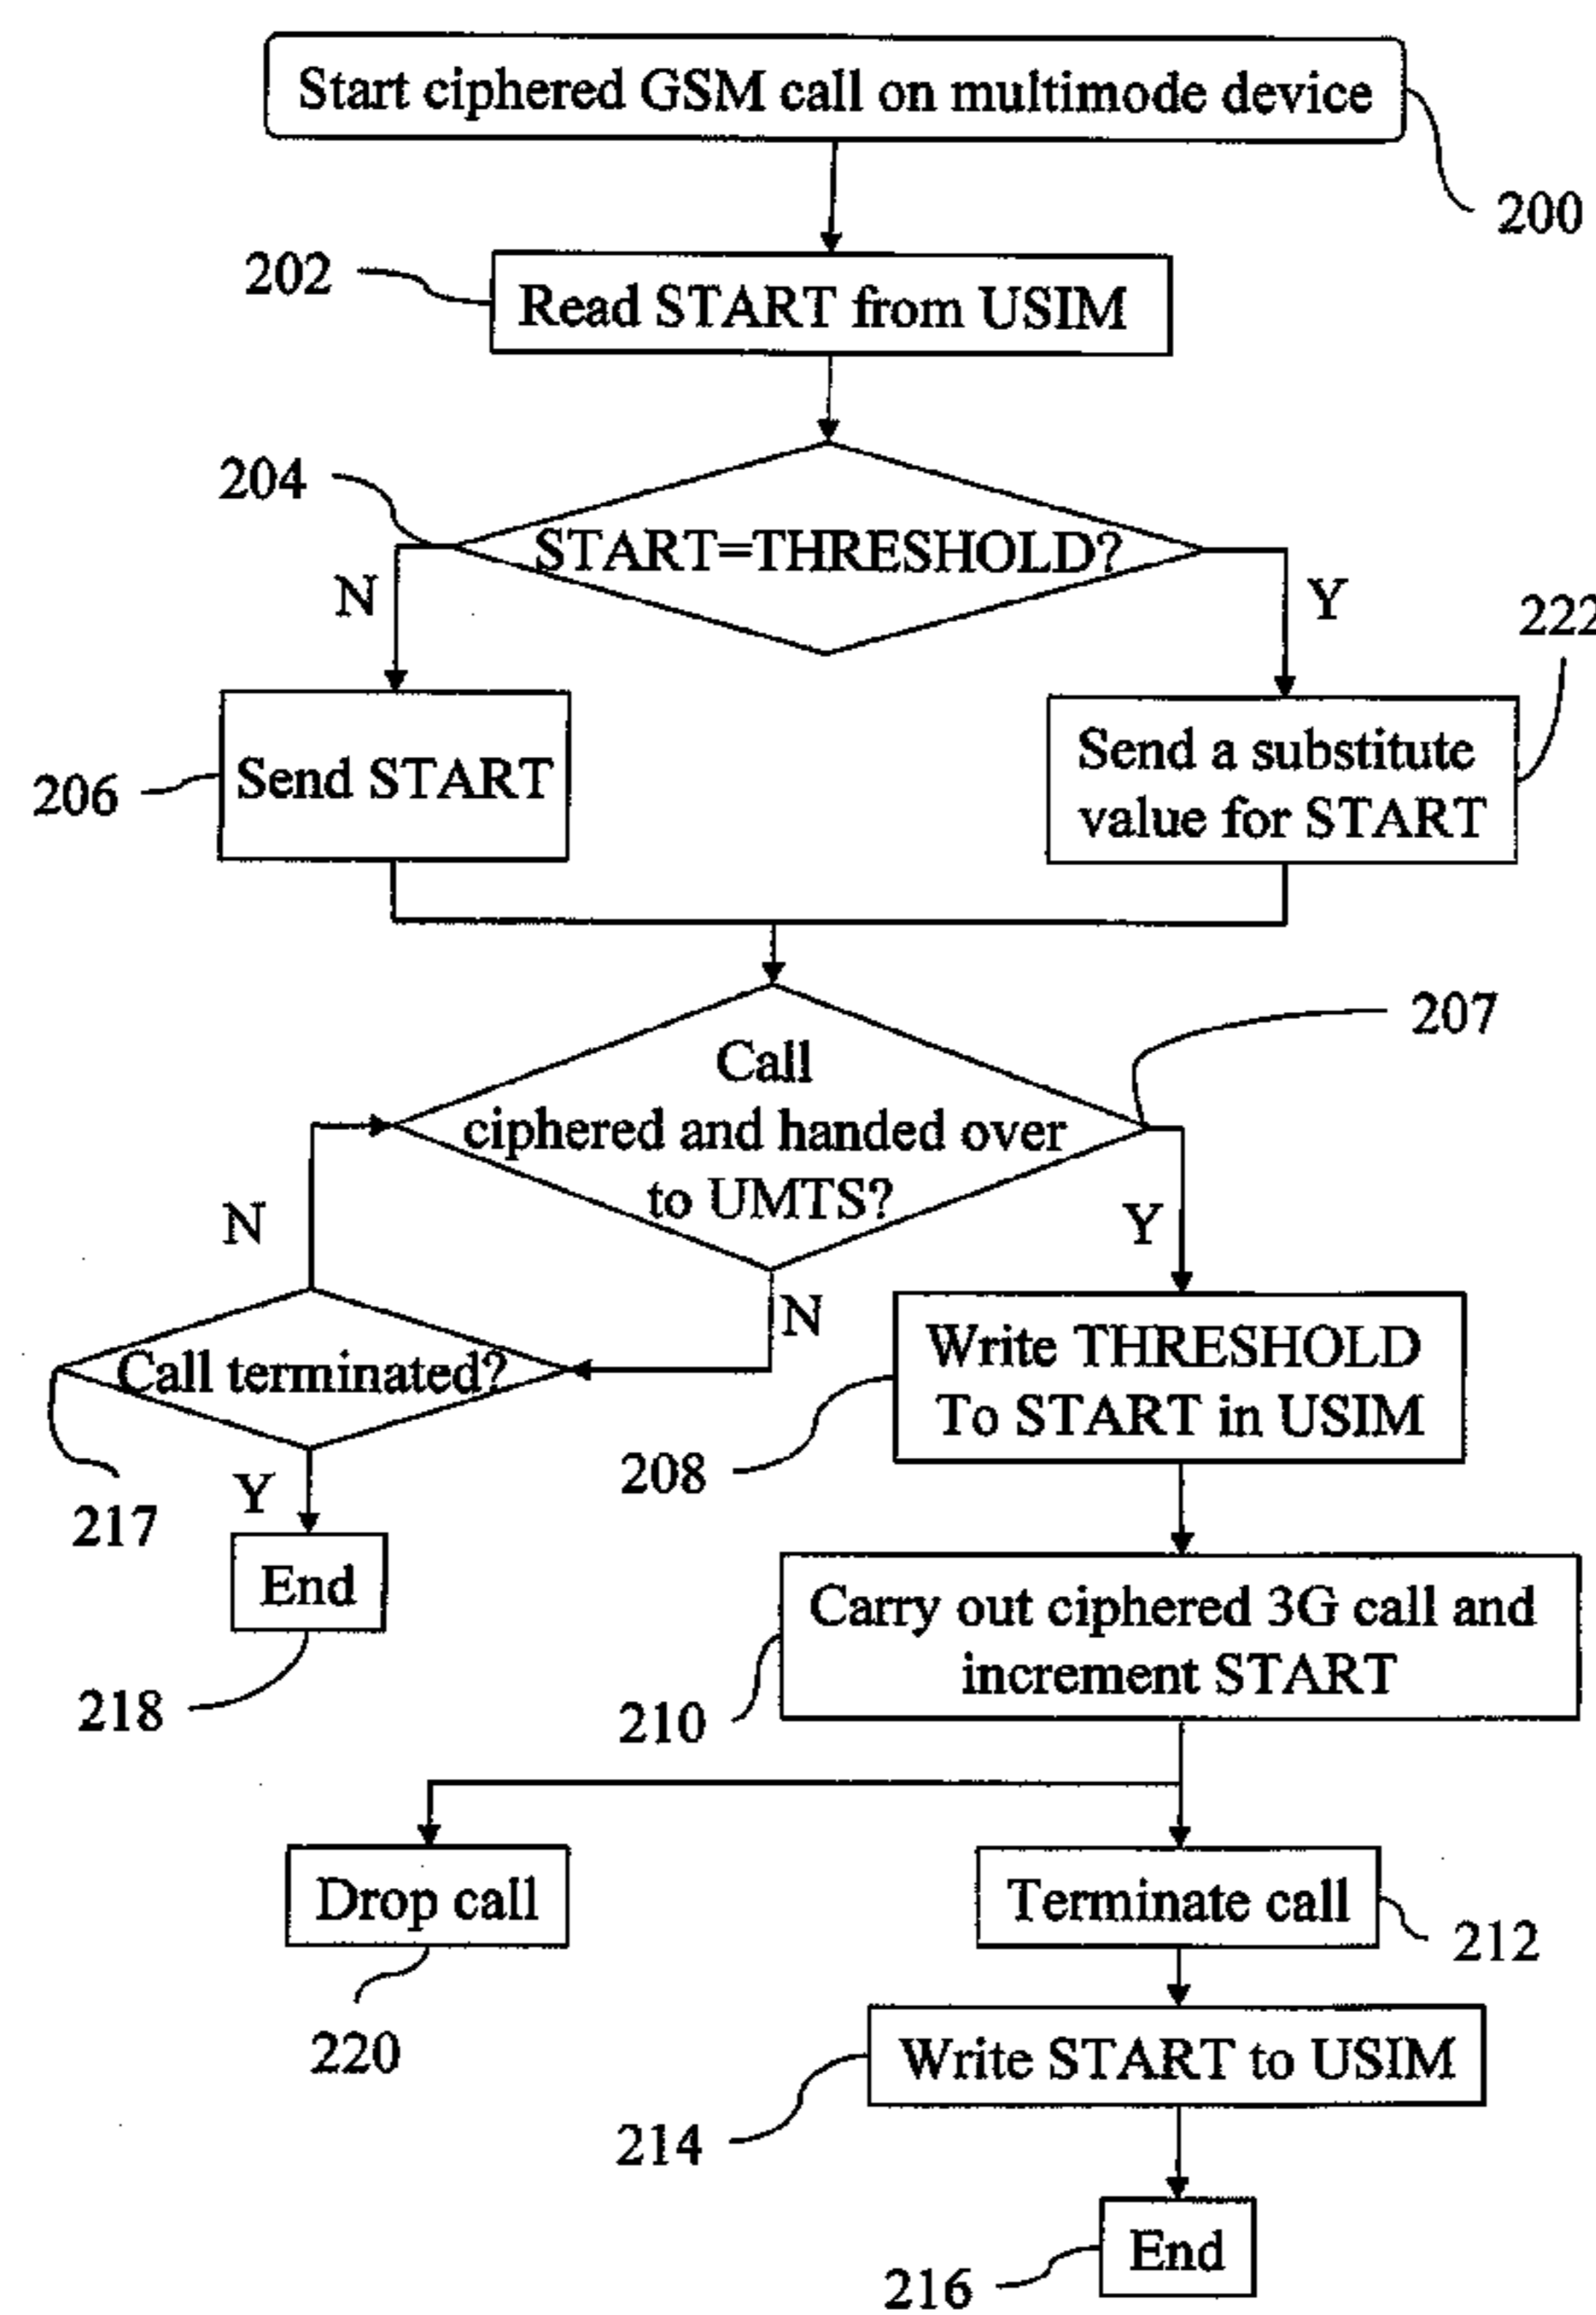 Start ciphered GSM call on multimode device
200
202
Read START from USIM
204
START=THRESHOLD?
N
Y
222
206
Send START
Send a substitute
value for START
207
Call
ciphered and handed over
to UMTS?
N
Y
N
Call terminated?
Write THRESHOLD
To START in USIM
208
217
Y
End
218
Carry out ciphered 3G call and
increment START
210
Drop call
220
Terminate call
212
Write START to USIM
214
End
216